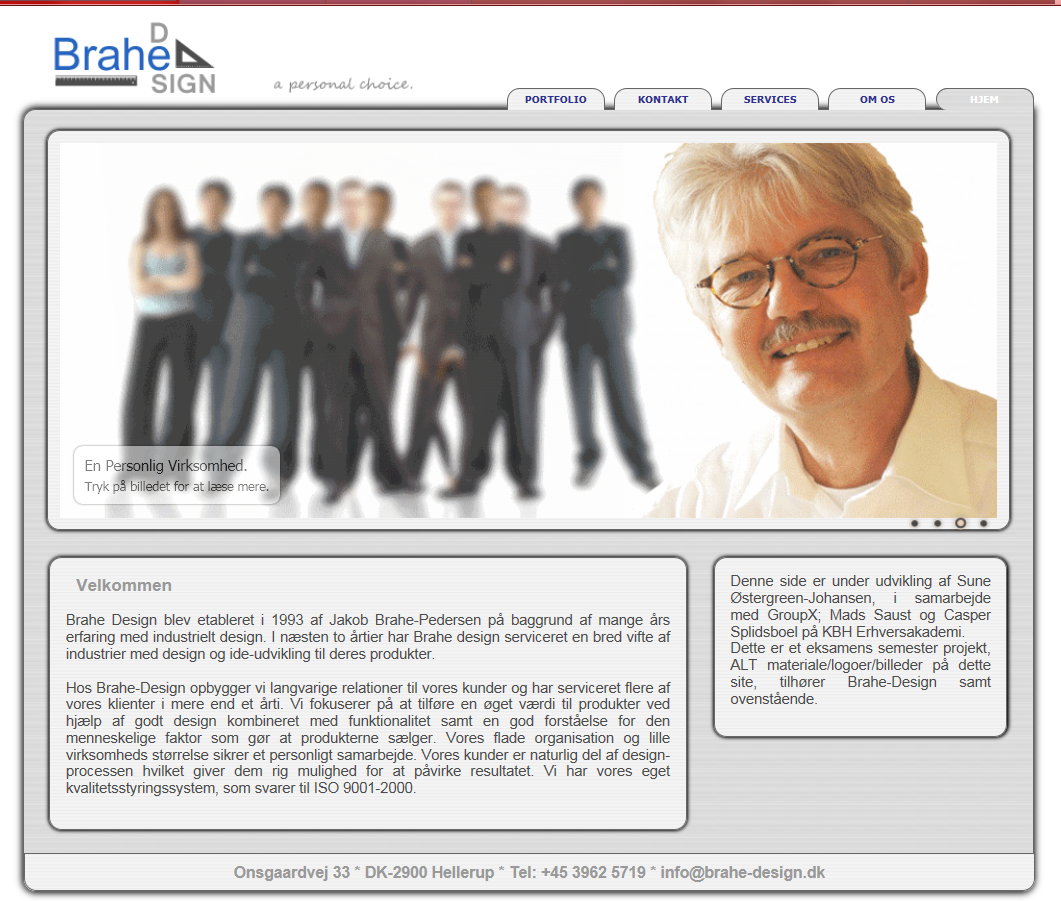 Brahe DESIGN
a personal choice.
PORTFOLIO KONTAKT SERVICES OM OS HJEM
En Personlig Virksomhed.
Tryk på billedet for at læse mere.
Velkommen
Brahe Design blev etableret i 1993 af Jakob Brahe-Pedersen på baggrund af mange års
erfaring med industrielt design. I næsten to årtier har Brahe design serviceret en bred vifte af
industrier med design og ide-udvikling til deres produkter.
Hos Brahe-Design opbygger vi langvarige relationer til vores kunder og har serviceret flere af
vores klienter i mere end et årti. Vi fokuserer på at tilføre en øget værdi til produkter ved
hjælp af godt design kombineret med funktionalitet samt en god forståelse for den
menneskelige faktor som gør at produkterne sælger. Vores flade organisation og lille
virksomheds størrelse sikrer et personligt samarbejde. Vores kunder er naturlig del af design-
processen hvilket giver dem rig mulighed for at påvirke resultatet. Vi har vores eget
kvalitetsstyringssystem, som svarer til ISO 9001-2000.
Denne side er under udvikling af Sune
Østergreen-Johansen, i samarbejde
med GroupX; Mads Saust og Casper
Splidsboel på KBH Erhversakademi.
Dette er et eksamens semester projekt,
ALT materiale/logoer/billeder på dette
site, tilhører Brahe-Design samt
ovenstående.
Onsgaardvej 33 * DK-2900 Hellerup * Tel: +45 3962 5719 * info@brahe-design.dk